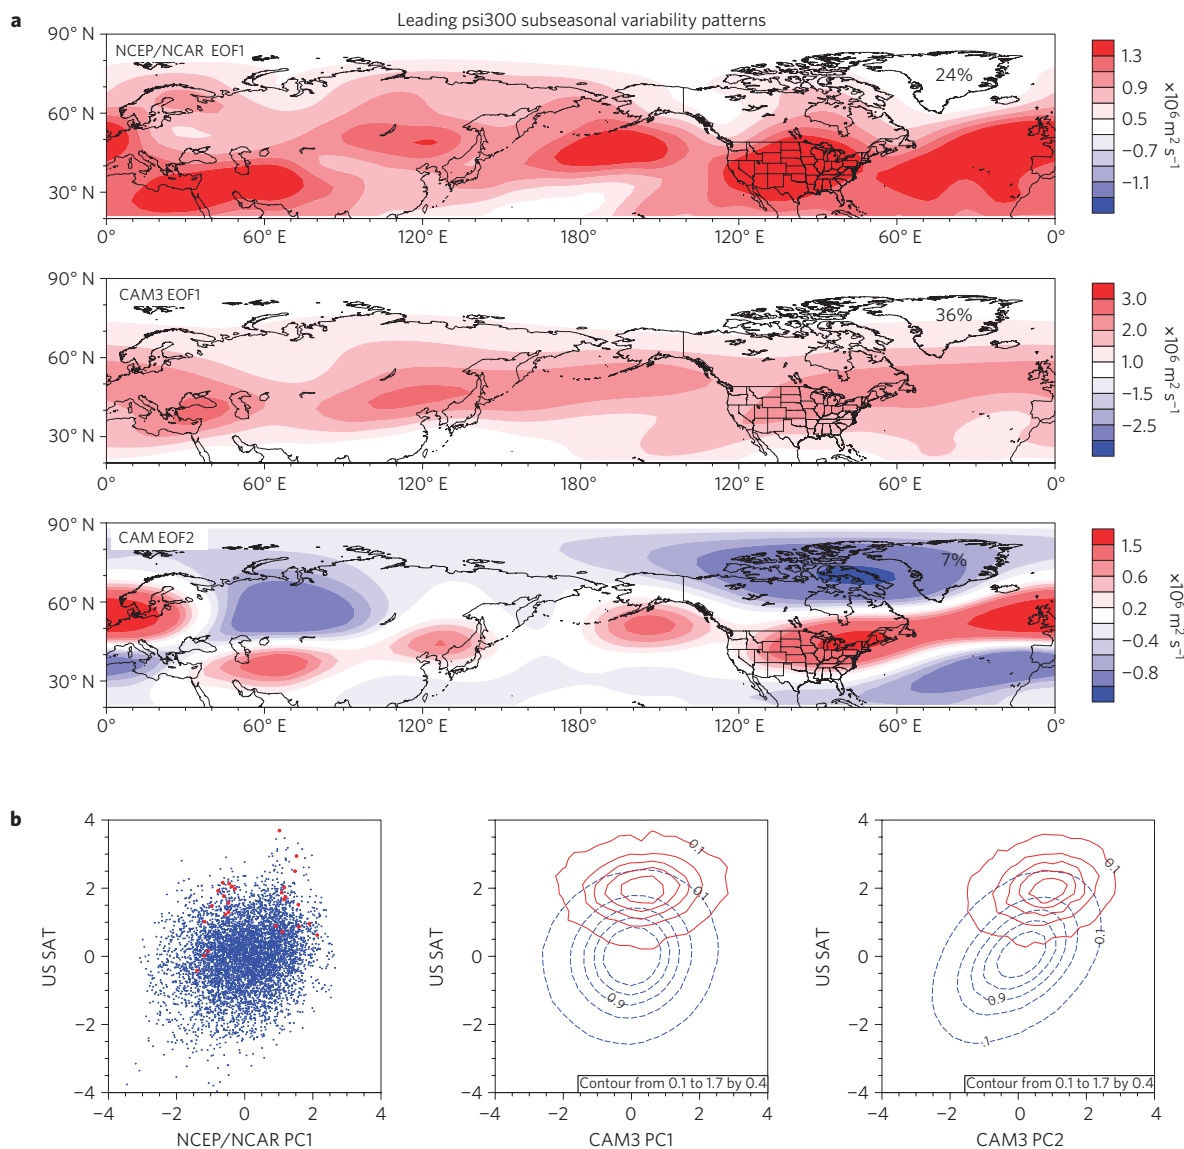 a
Leading psi300 subseasonal variability patterns
90° N
NCEP/NCAR EOF1
24%
60° N
30° N
0° 60° E 120° E 180° 120° E 60° E 0°
1.3
0.9
0.5
−0.7
−1.1
×10⁶ m² s⁻¹
90° N
CAM3 EOF1
36%
60° N
30° N
0° 60° E 120° E 180° 120° E 60° E 0°
3.0
2.0
1.0
−1.5
−2.5
×10⁶ m² s⁻¹
90° N
CAM EOF2
7%
60° N
30° N
0° 60° E 120° E 180° 120° E 60° E 0°
1.5
0.6
0.2
−0.4
−0.8
×10⁶ m² s⁻¹
b
4
2
0
−2
−4
US SAT
−4 −2 0 2 4
NCEP/NCAR PC1
4
2
0
−2
−4
US SAT
0.1
0.1
0.9
Contour from 0.1 to 1.7 by 0.4
−4 −2 0 2 4
CAM3 PC1
4
2
0
−2
−4
US SAT
0.1
0.1
0.9
.1
Contour from 0.1 to 1.7 by 0.4
−4 −2 0 2 4
CAM3 PC2